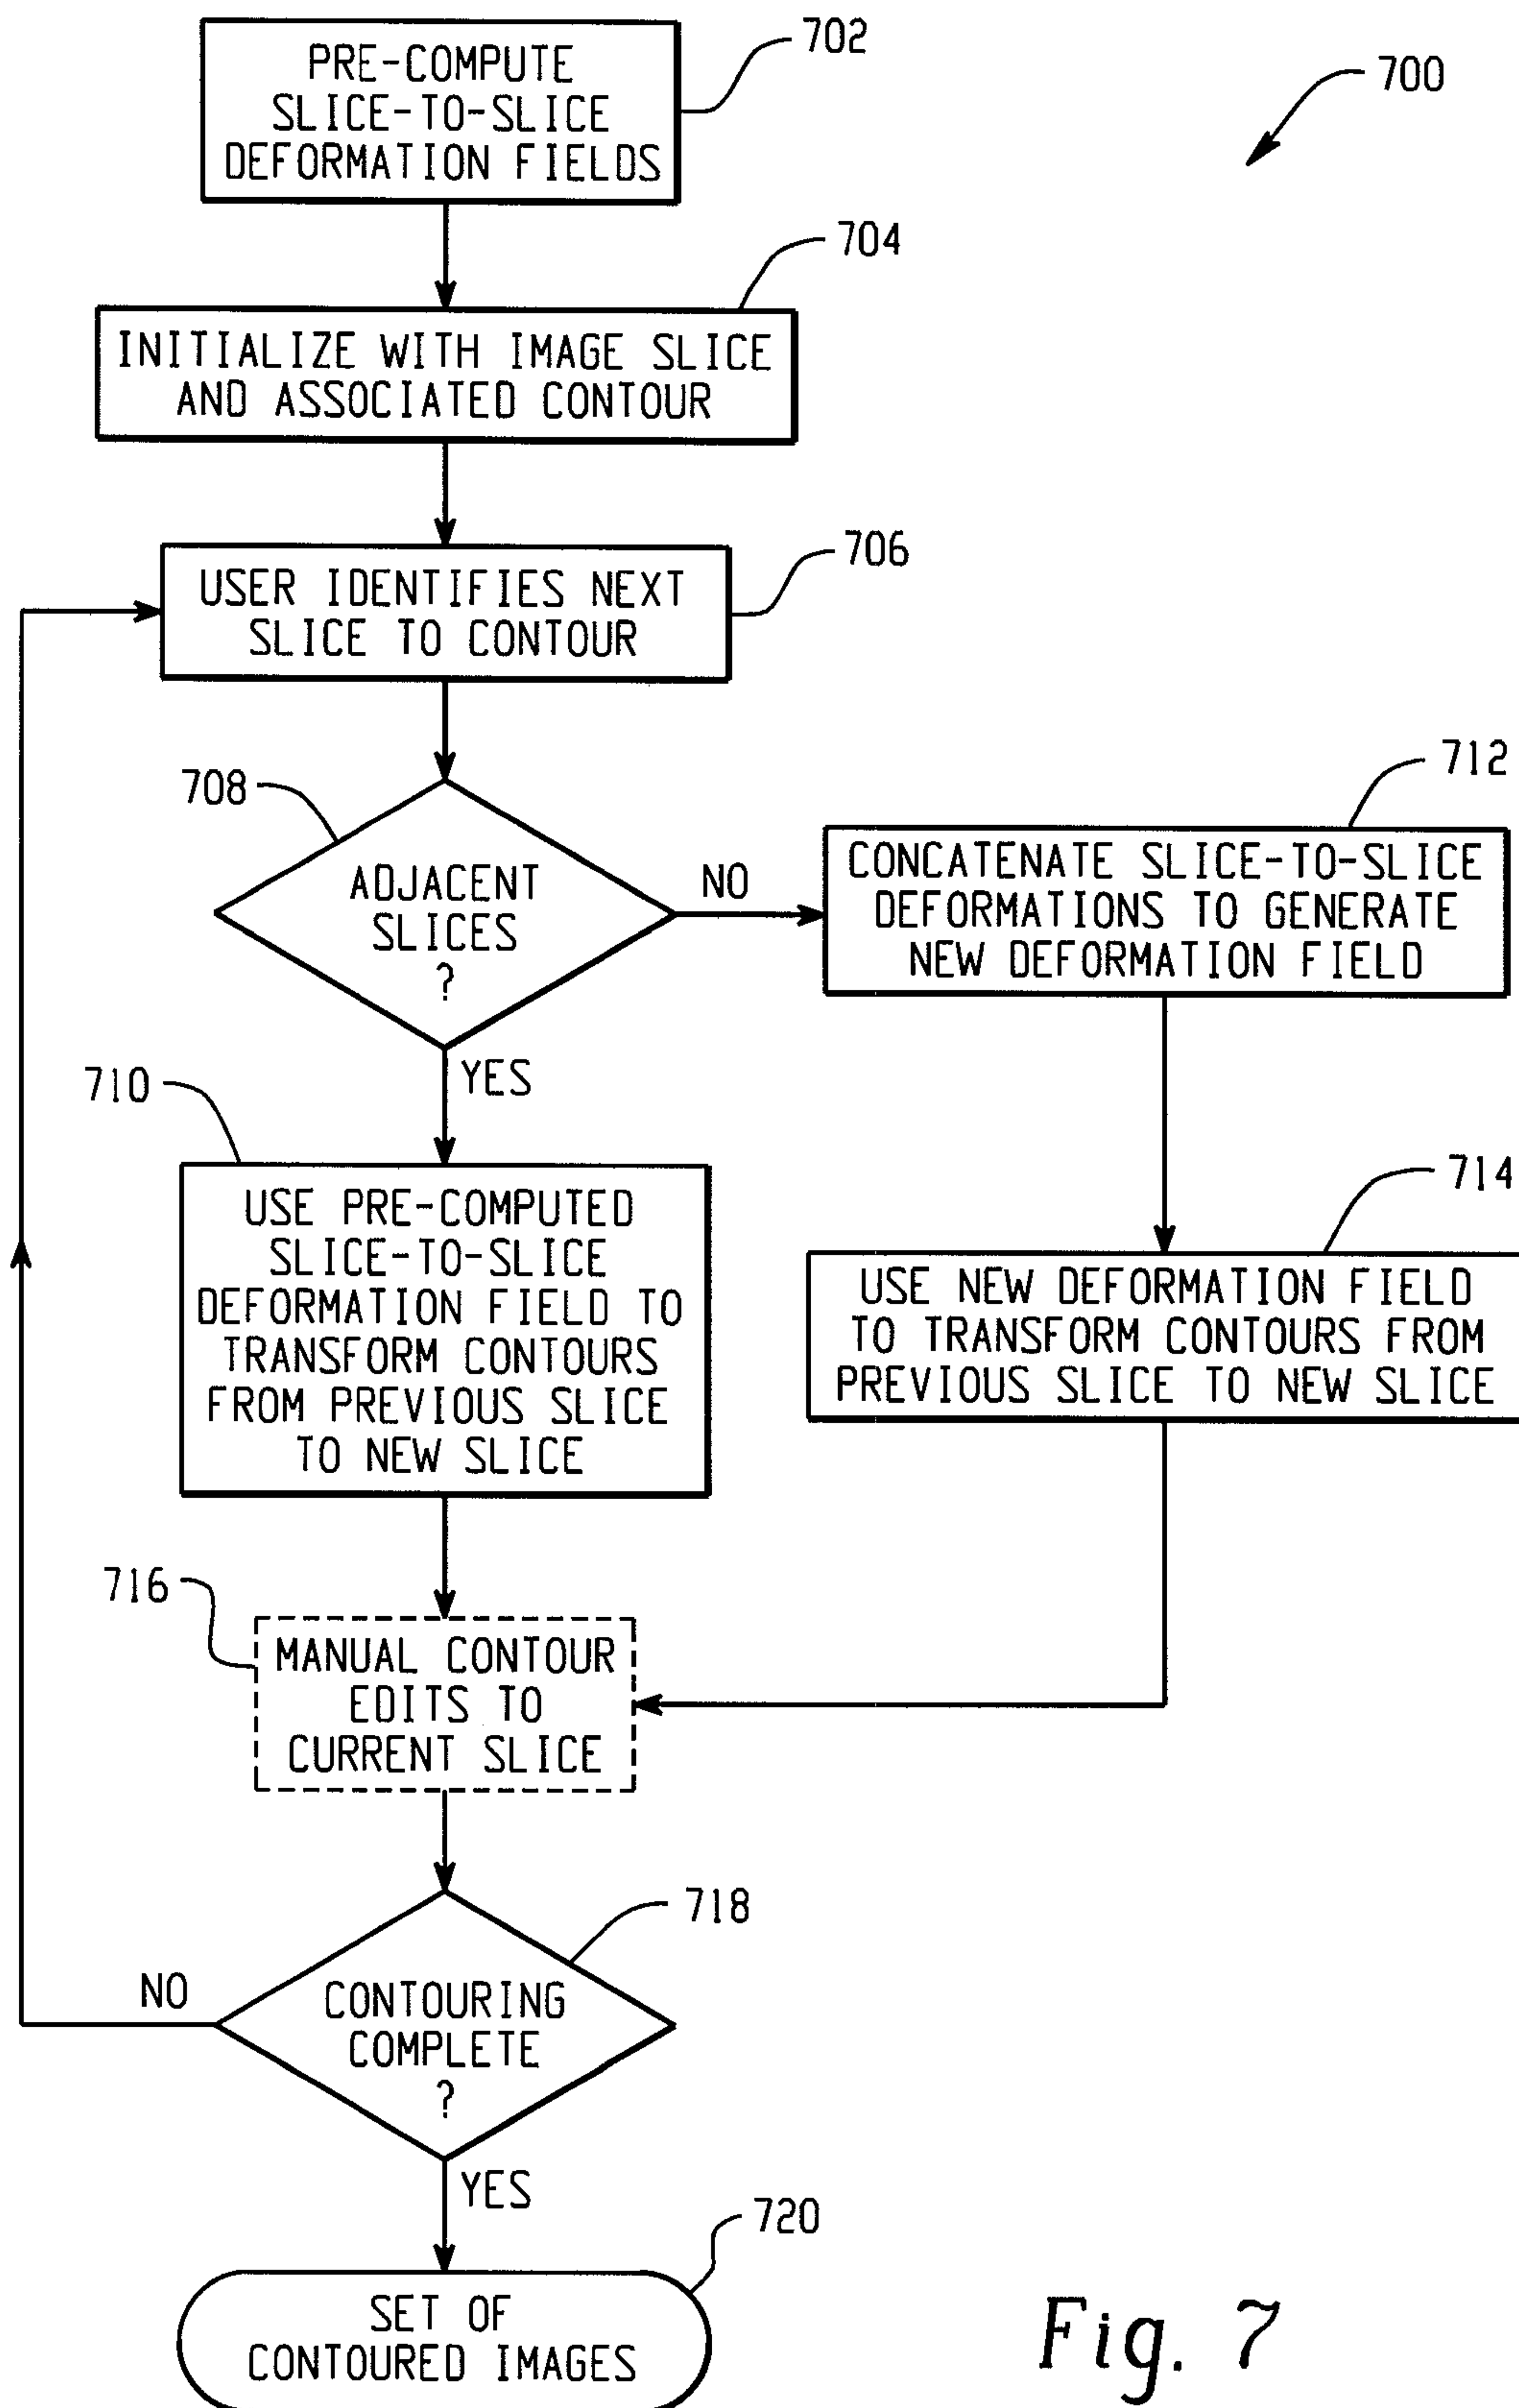 702
PRE-COMPUTE
SLICE-TO-SLICE
DEFORMATION FIELDS
700
704
INITIALIZE WITH IMAGE SLICE
AND ASSOCIATED CONTOUR
706
USER IDENTIFIES NEXT
SLICE TO CONTOUR
708
ADJACENT
SLICES
?
NO
712
CONCATENATE SLICE-TO-SLICE
DEFORMATIONS TO GENERATE
NEW DEFORMATION FIELD
YES
710
USE PRE-COMPUTED
SLICE-TO-SLICE
DEFORMATION FIELD TO
TRANSFORM CONTOURS
FROM PREVIOUS SLICE
TO NEW SLICE
714
USE NEW DEFORMATION FIELD
TO TRANSFORM CONTOURS FROM
PREVIOUS SLICE TO NEW SLICE
716
MANUAL CONTOUR
EDITS TO
CURRENT SLICE
718
NO
CONTOURING
COMPLETE
?
YES
720
SET OF
CONTOURED IMAGES
Fig. 7